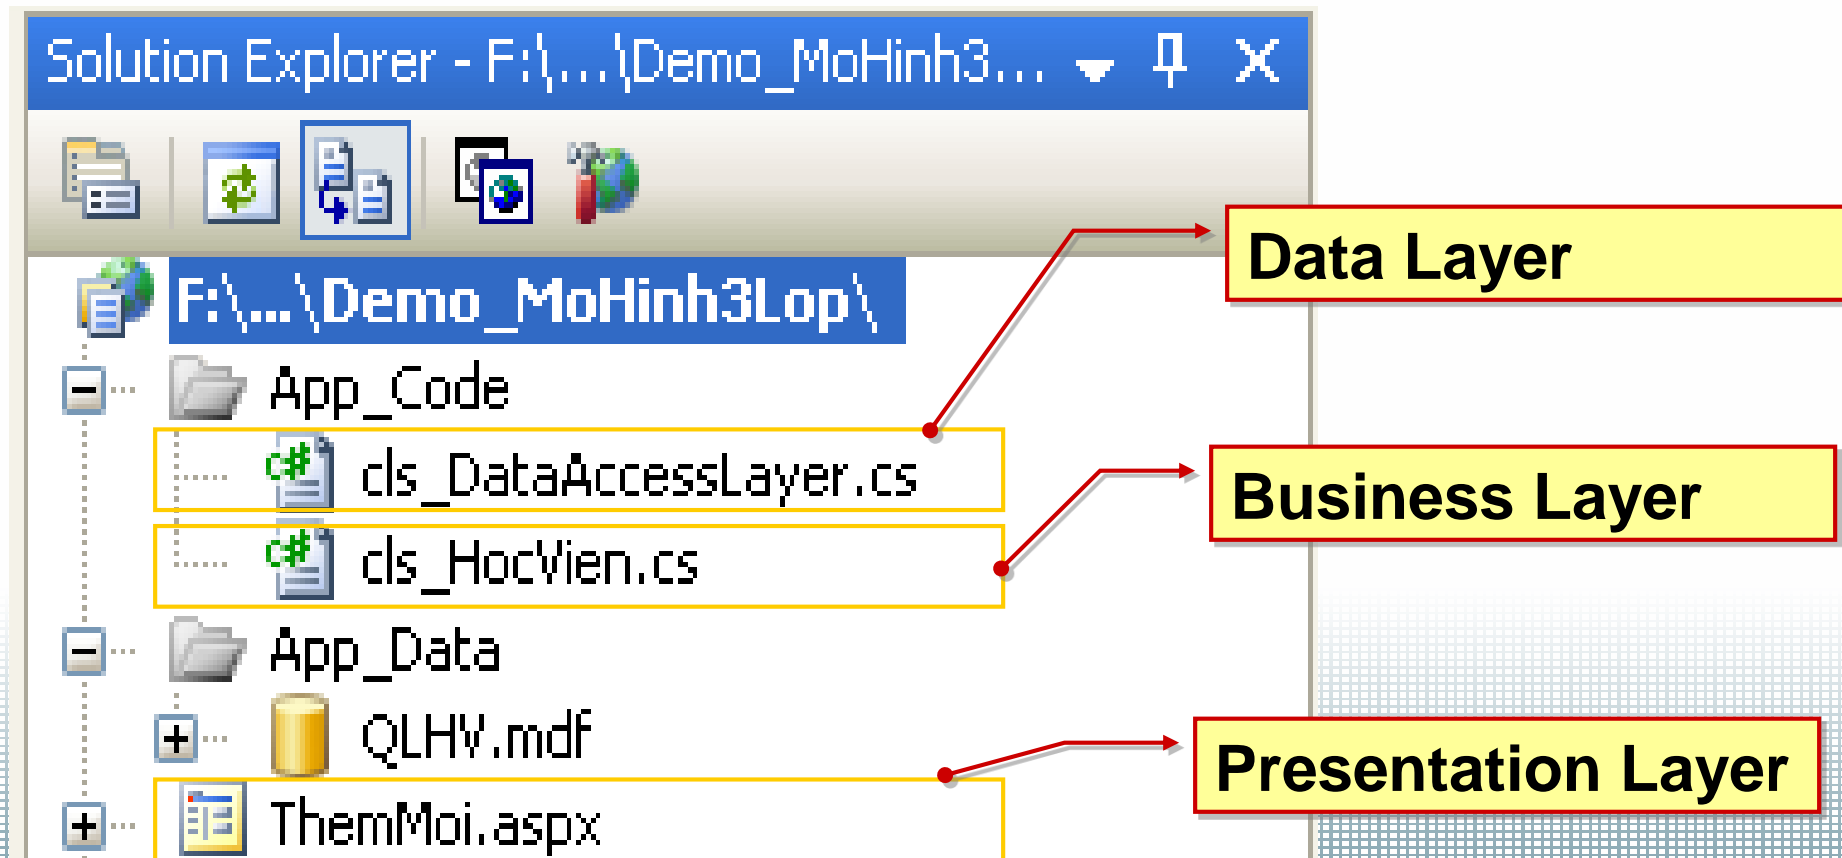 Solution Explorer - F:\...\Demo_MoHinh3...
Data Layer
F:\...\Demo_MoHinh3Lop\
App_Code
cls_DataAccessLayer.cs
Business Layer
cls_HocVien.cs
App_Data
QLHV.mdf
Presentation Layer
ThemMoi.aspx